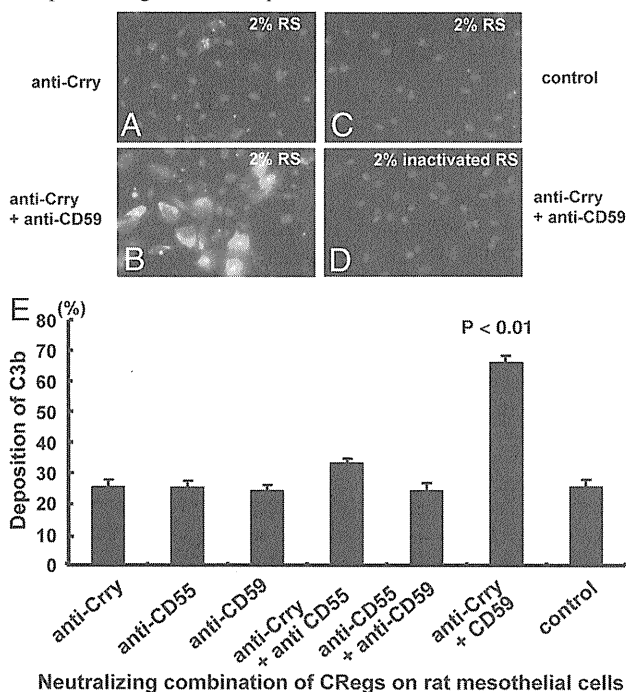 2% RS
2% RS
anti-Crry
control
A
C
2% RS
2% inactivated RS
anti-Crry
+ anti-CD59
anti-Crry
+ anti-CD59
B
D
E
(%)
P < 0.01
80
70
60
50
40
30
20
10
0
Deposition of C3b
anti-Crry
anti-CD55
anti-CD59
anti-Crry
+ anti CD55
anti-CD55
+ anti-CD59
anti-Crry
+ CD59
control
Neutralizing combination of CRegs on rat mesothelial cells